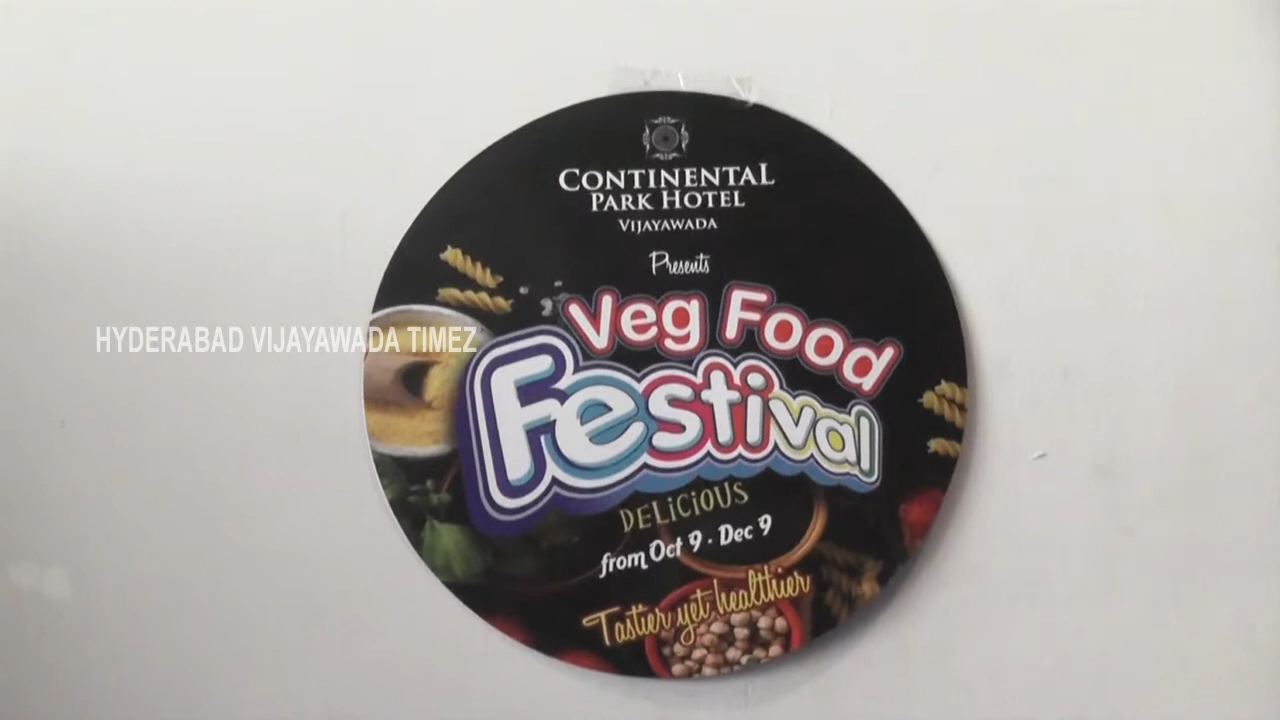 CONTINENTAL
PARK HOTEL
VIJAYAWADA
Presents
Veg Food
HYDERABAD VIJAYAWADA TIMEZ
Festival
DELiCiOUS
from Oct 9 - Dec 9
Tastier yet healthier